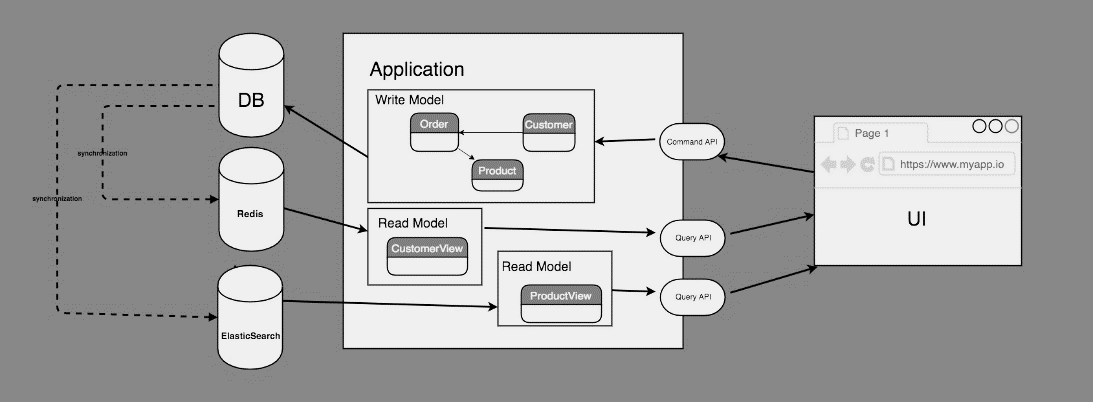 DB
synchronization
synchronization
Redis
ElasticSearch
Application
Write Model
Order
Customer
Product
Read Model
CustomerView
Read Model
ProductView
Command API
Query API
Query API
Page 1
https://www.myapp.io
UI